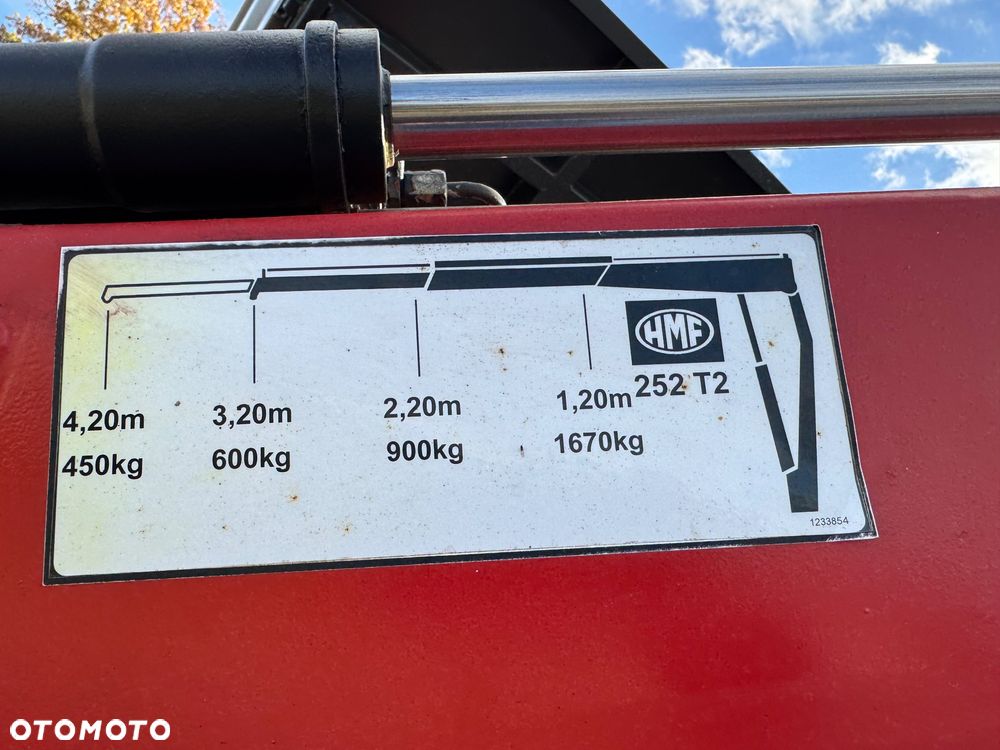 HMF
252 T2
4,20m 3,20m 2,20m 1,20m
450kg 600kg 900kg 1670kg
1233854
OTOMOTO